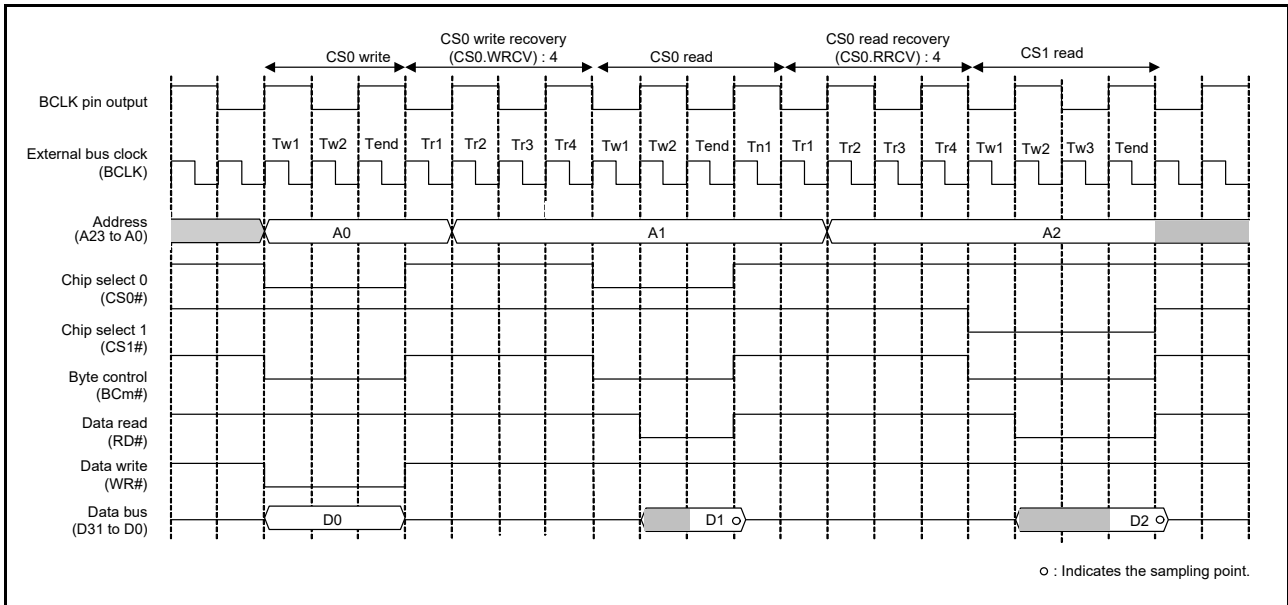 CS0 write
CS0 write recovery
(CS0.WRCV) : 4
CS0 read
CS0 read recovery
(CS0.RRCV) : 4
CS1 read
BCLK pin output
Tw1 Tw2 Tend Tr1 Tr2 Tr3 Tr4 Tw1 Tw2 Tend Tn1 Tr1 Tr2 Tr3 Tr4 Tw1 Tw2 Tw3 Tend
External bus clock
(BCLK)
Address
(A23 to A0)
A0 A1 A2
Chip select 0
(CS0#)
Chip select 1
(CS1#)
Byte control
(BCm#)
Data read
(RD#)
Data write
(WR#)
Data bus
(D31 to D0)
D0 D1 D2
: Indicates the sampling point.